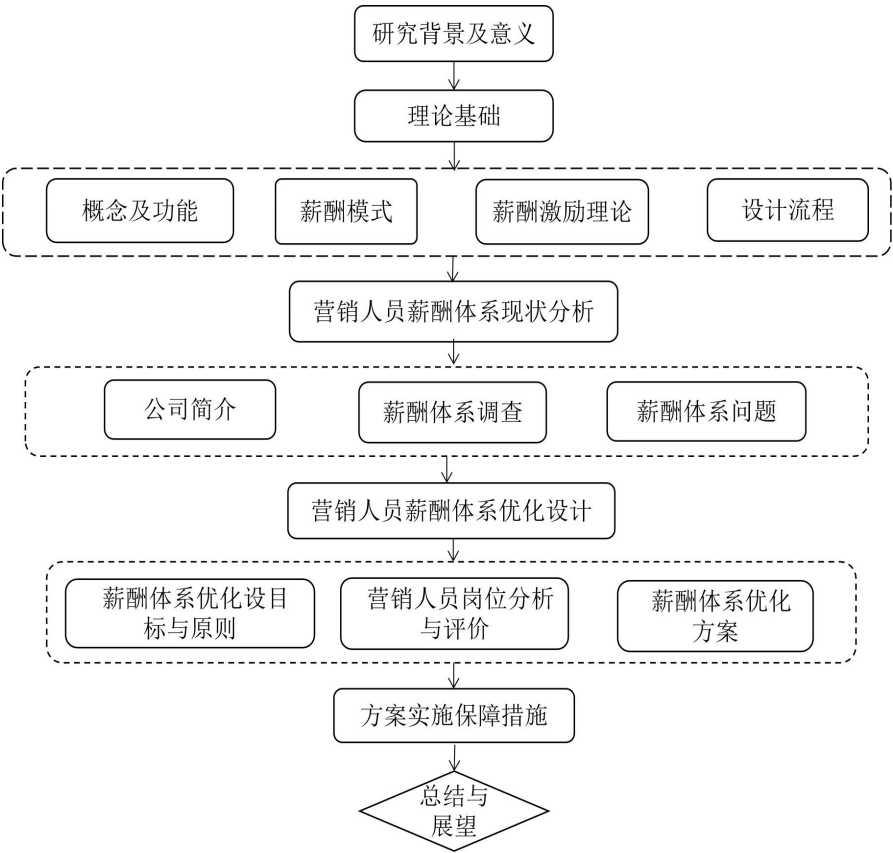 研究背景及意义
理论基础
概念及功能
薪酬模式
薪酬激励理论
设计流程
营销人员薪酬体系现状分析
公司简介
薪酬体系调查
薪酬体系问题
营销人员薪酬体系优化设计
薪酬体系优化设目
标与原则
营销人员岗位分析
与评价
薪酬体系优化
方案
方案实施保障措施
总结与
展望